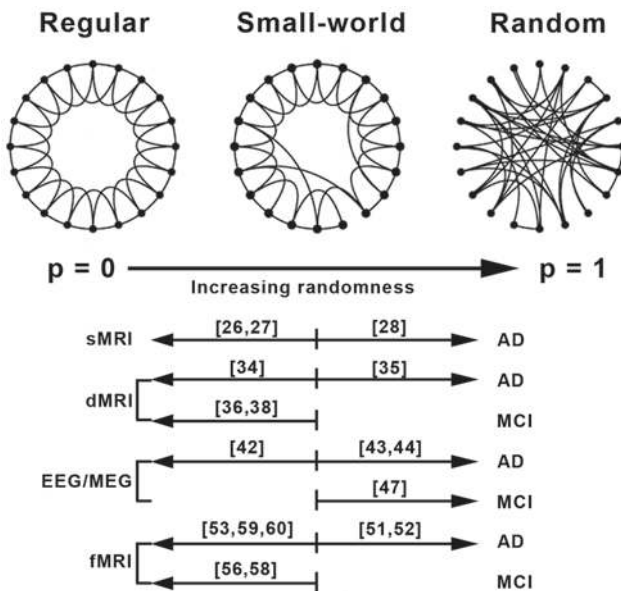 Regular Small-world Random
p = 0 Increasing randomness p = 1
sMRI [26,27] [28] AD
dMRI [34] [35] AD
[36,38] MCI
EEG/MEG [42] [43,44] AD
[47] MCI
fMRI [53,59,60] [51,52] AD
[56,58] MCI